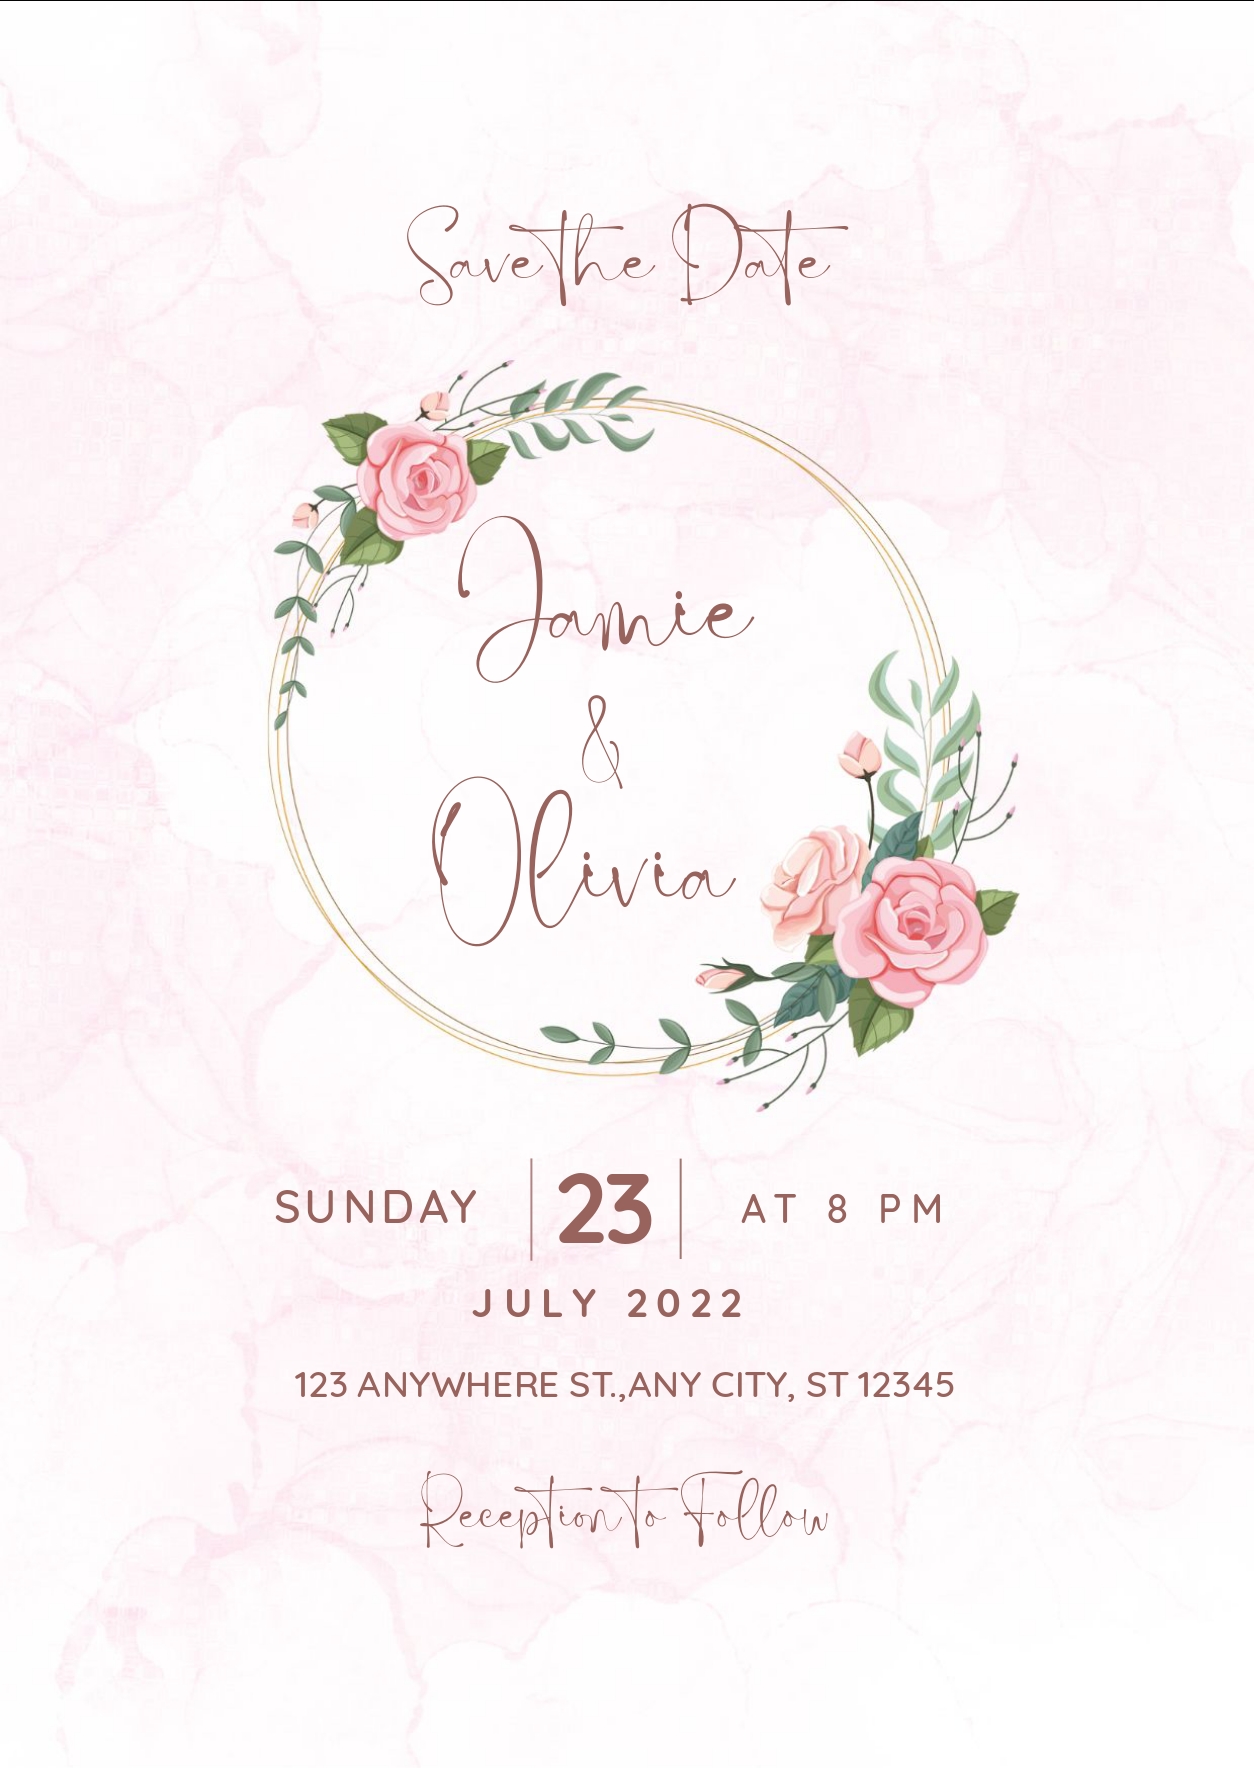 Save the Date
Jamie
&
Olivia
SUNDAY 23 AT 8 PM
JULY 2022
123 ANYWHERE ST.,ANY CITY, ST 12345
Reception to Follow